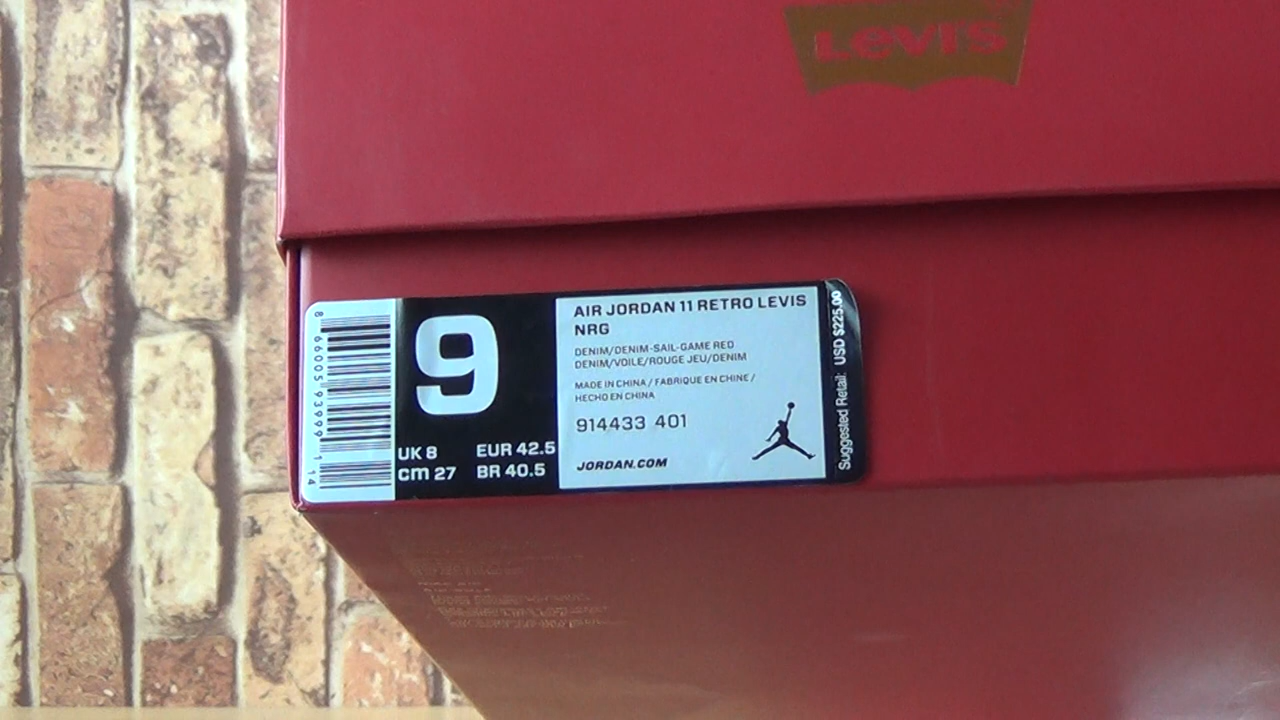 LEVI'S
AIR JORDAN 11 RETRO LEVIS
NRG
DENIM/DENIM-SAIL-GAME RED
DENIM/VOILE/ROUGE JEU/DENIM
MADE IN CHINA / FABRIQUE EN CHINE /
HECHO EN CHINA
914433 401
JORDAN.COM
9
UK 8 EUR 42.5
CM 27 BR 40.5
8 66005 93999 1 14
Suggested Retail: USD $225.00